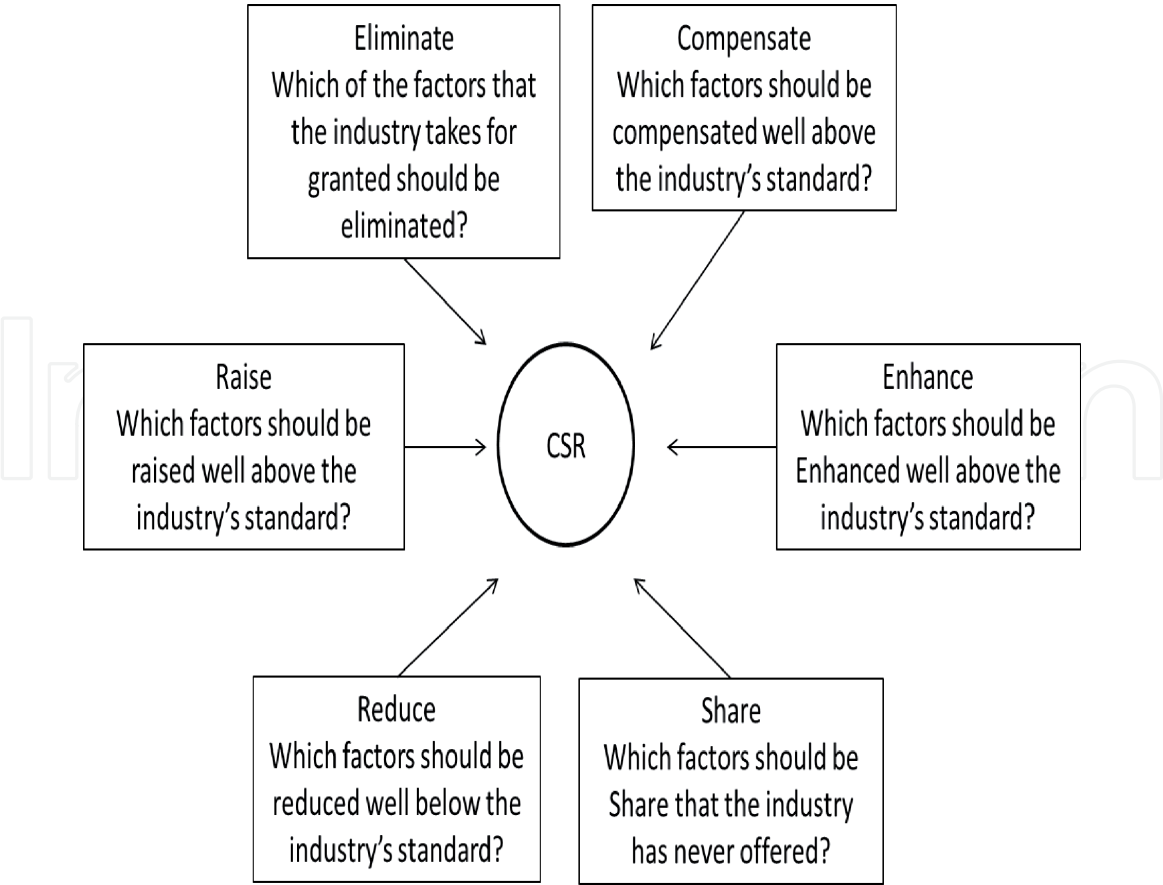 Eliminate
Which of the factors that
the industry takes for
granted should be
eliminated?
Compensate
Which factors should be
compensated well above
the industry's standard?
Raise
Which factors should be
raised well above the
industry's standard?
CSR
Enhance
Which factors should be
Enhanced well above the
industry's standard?
Reduce
Which factors should be
reduced well below the
industry's standard?
Share
Which factors should be
Share that the industry
has never offered?